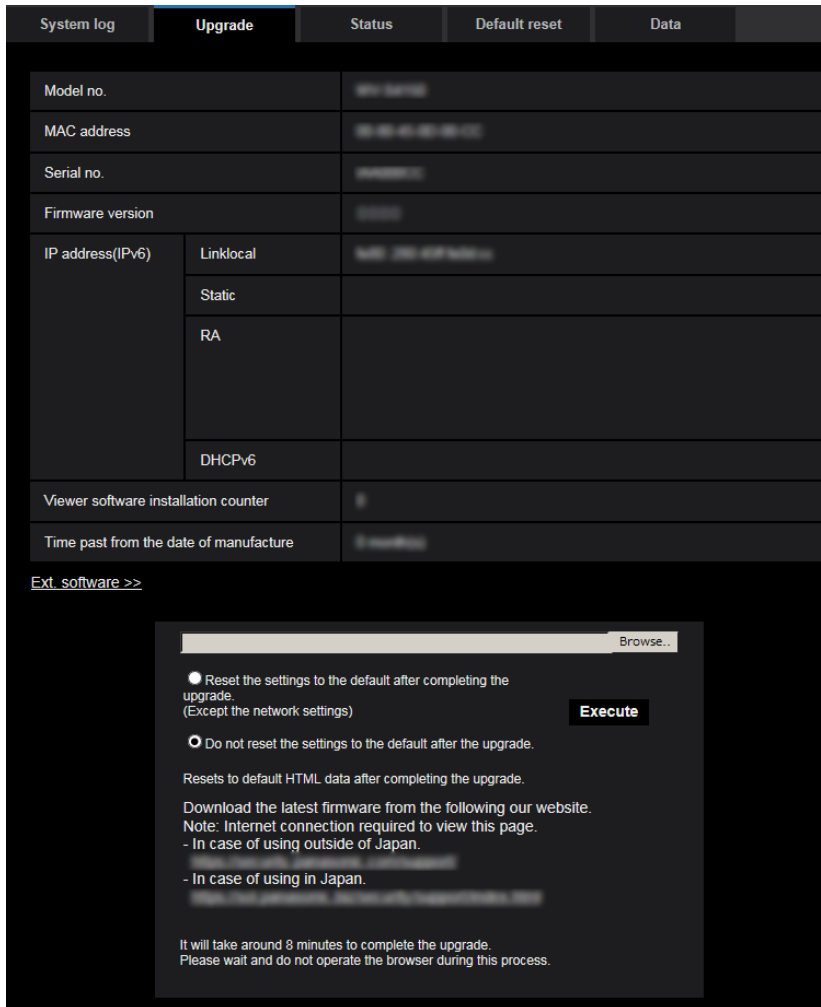 System log Upgrade Status Default reset Data
Model no.
MAC address
Serial no.
Firmware version
IP address(IPv6) Linklocal
Static
RA
DHCPv6
Viewer software installation counter
Time past from the date of manufacture
Ext. software >>
Browse..
Reset the settings to the default after completing the
upgrade.
(Except the network settings)
Execute
Do not reset the settings to the default after the upgrade.
Resets to default HTML data after completing the upgrade.
Download the latest firmware from the following our website.
Note: Internet connection required to view this page.
- In case of using outside of Japan.
- In case of using in Japan.
It will take around 8 minutes to complete the upgrade.
Please wait and do not operate the browser during this process.